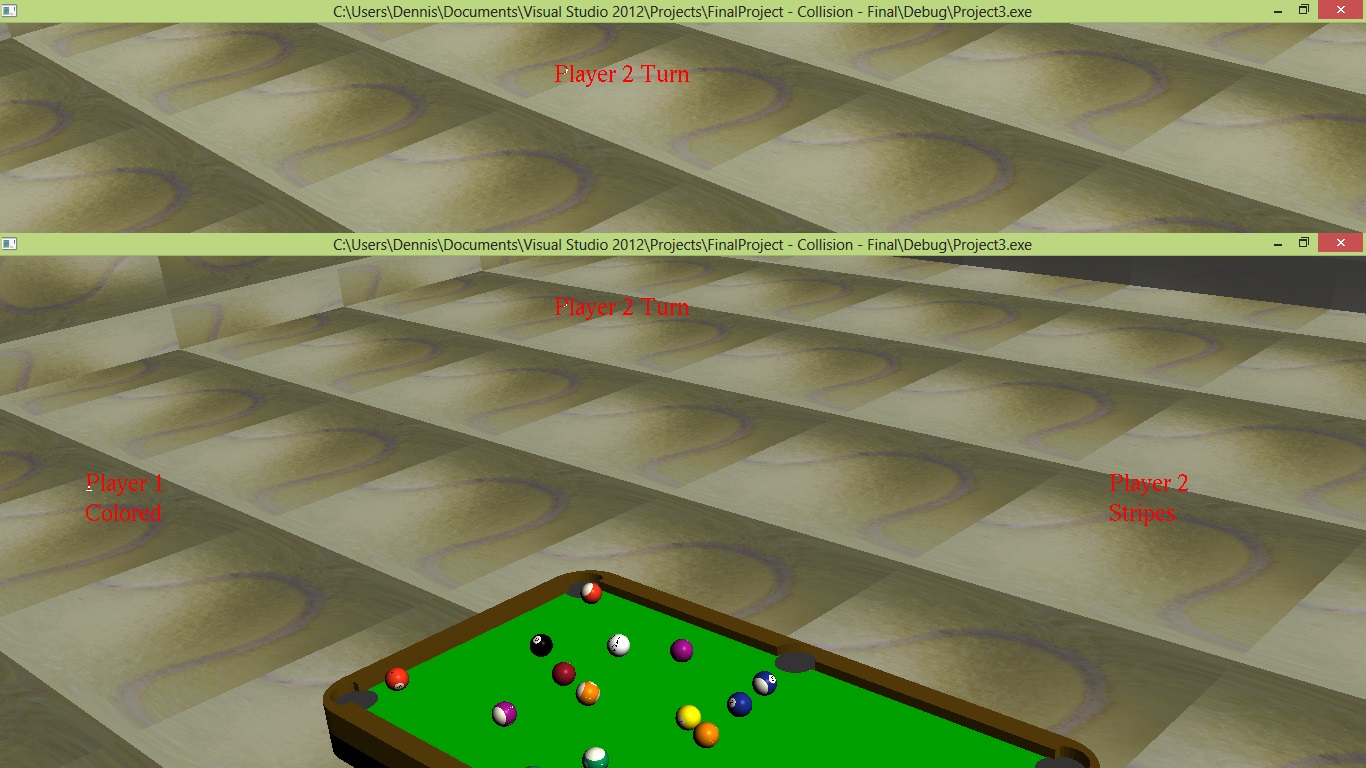 C:\Users\Dennis\Documents\Visual Studio 2012\Projects\FinalProject - Collision - Final\Debug\Project3.exe
Player 2 Turn
C:\Users\Dennis\Documents\Visual Studio 2012\Projects\FinalProject - Collision - Final\Debug\Project3.exe
Player 2 Turn
Player 1
Colored
Player 2
Stripes